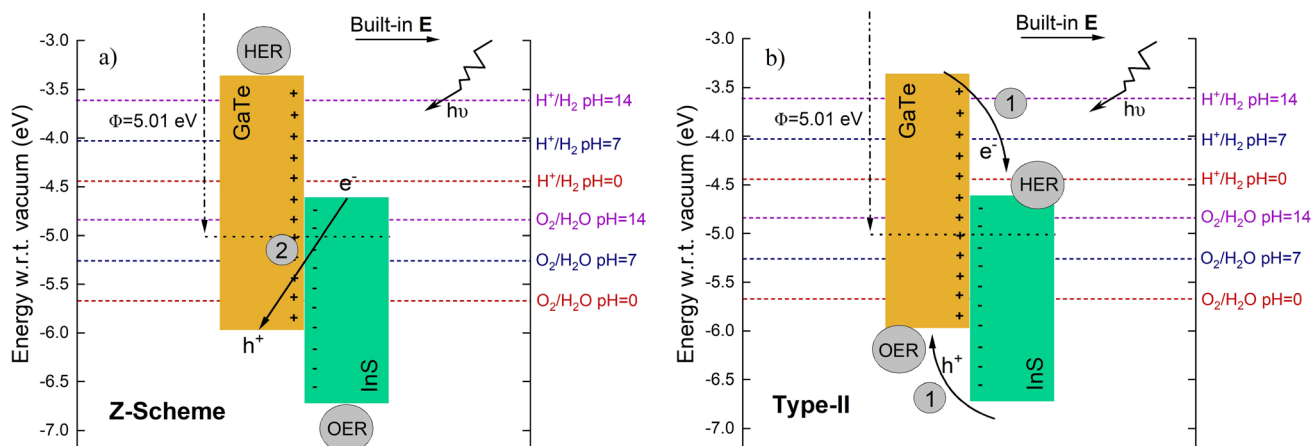 a)
Energy w.r.t. vacuum (eV)
-3.0
-3.5
-4.0
-4.5
-5.0
-5.5
-6.0
-6.5
-7.0
HER
Built-in E
hυ
GaTe
Φ=5.01 eV
+ + + + + + + + + + + +
e⁻
2
h⁺
- - - - - - - - - - - - - -
InS
OER
Z-Scheme
H⁺/H₂ pH=14
H⁺/H₂ pH=7
H⁺/H₂ pH=0
O₂/H₂O pH=14
O₂/H₂O pH=7
O₂/H₂O pH=0
b)
Energy w.r.t. vacuum (eV)
-3.0
-3.5
-4.0
-4.5
-5.0
-5.5
-6.0
-6.5
-7.0
Built-in E
hυ
GaTe
Φ=5.01 eV
+ + + + + + + + + + + +
1
e⁻
HER
- - - - - - - - - - - - - -
InS
OER
h⁺
1
Type-II
H⁺/H₂ pH=14
H⁺/H₂ pH=7
H⁺/H₂ pH=0
O₂/H₂O pH=14
O₂/H₂O pH=7
O₂/H₂O pH=0